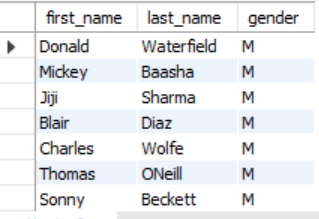 first_name last_name gender
Donald Waterfield M
Mickey Baasha M
Jiji Sharma M
Blair Diaz M
Charles Wolfe M
Thomas ONeill M
Sonny Beckett M